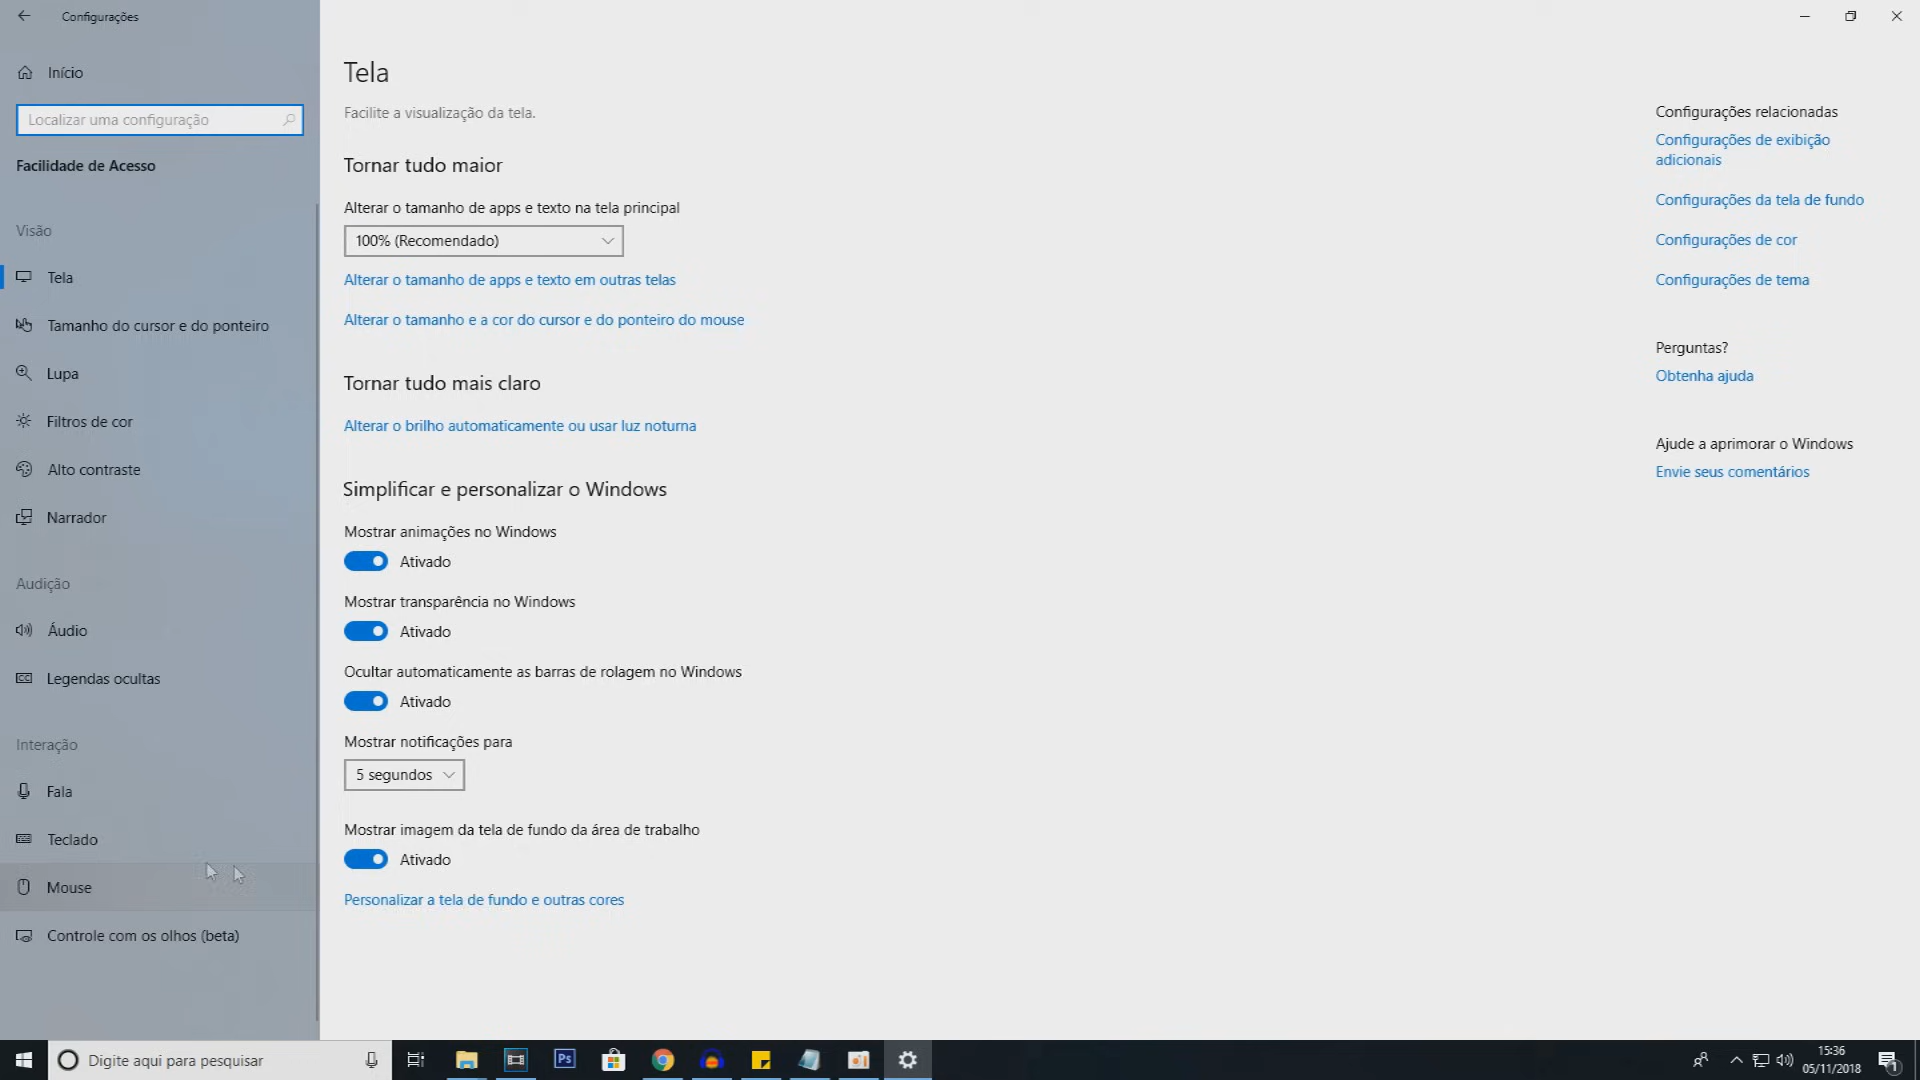 Configurações
Início
Localizar uma configuração
Facilidade de Acesso
Visão
Tela
Tamanho do cursor e do ponteiro
Lupa
Filtros de cor
Alto contraste
Narrador
Audição
Áudio
Legendas ocultas
Interação
Fala
Teclado
Mouse
Controle com os olhos (beta)
Tela
Facilite a visualização da tela.
Tornar tudo maior
Alterar o tamanho de apps e texto na tela principal
100% (Recomendado)
Alterar o tamanho de apps e texto em outras telas
Alterar o tamanho e a cor do cursor e do ponteiro do mouse
Tornar tudo mais claro
Alterar o brilho automaticamente ou usar luz noturna
Simplificar e personalizar o Windows
Mostrar animações no Windows
Ativado
Mostrar transparência no Windows
Ativado
Ocultar automaticamente as barras de rolagem no Windows
Ativado
Mostrar notificações para
5 segundos
Mostrar imagem da tela de fundo da área de trabalho
Ativado
Personalizar a tela de fundo e outras cores
Configurações relacionadas
Configurações de exibição
adicionais
Configurações da tela de fundo
Configurações de cor
Configurações de tema
Perguntas?
Obtenha ajuda
Ajude a aprimorar o Windows
Envie seus comentários
Digite aqui para pesquisar
Ps
15:36
05/11/2018
1